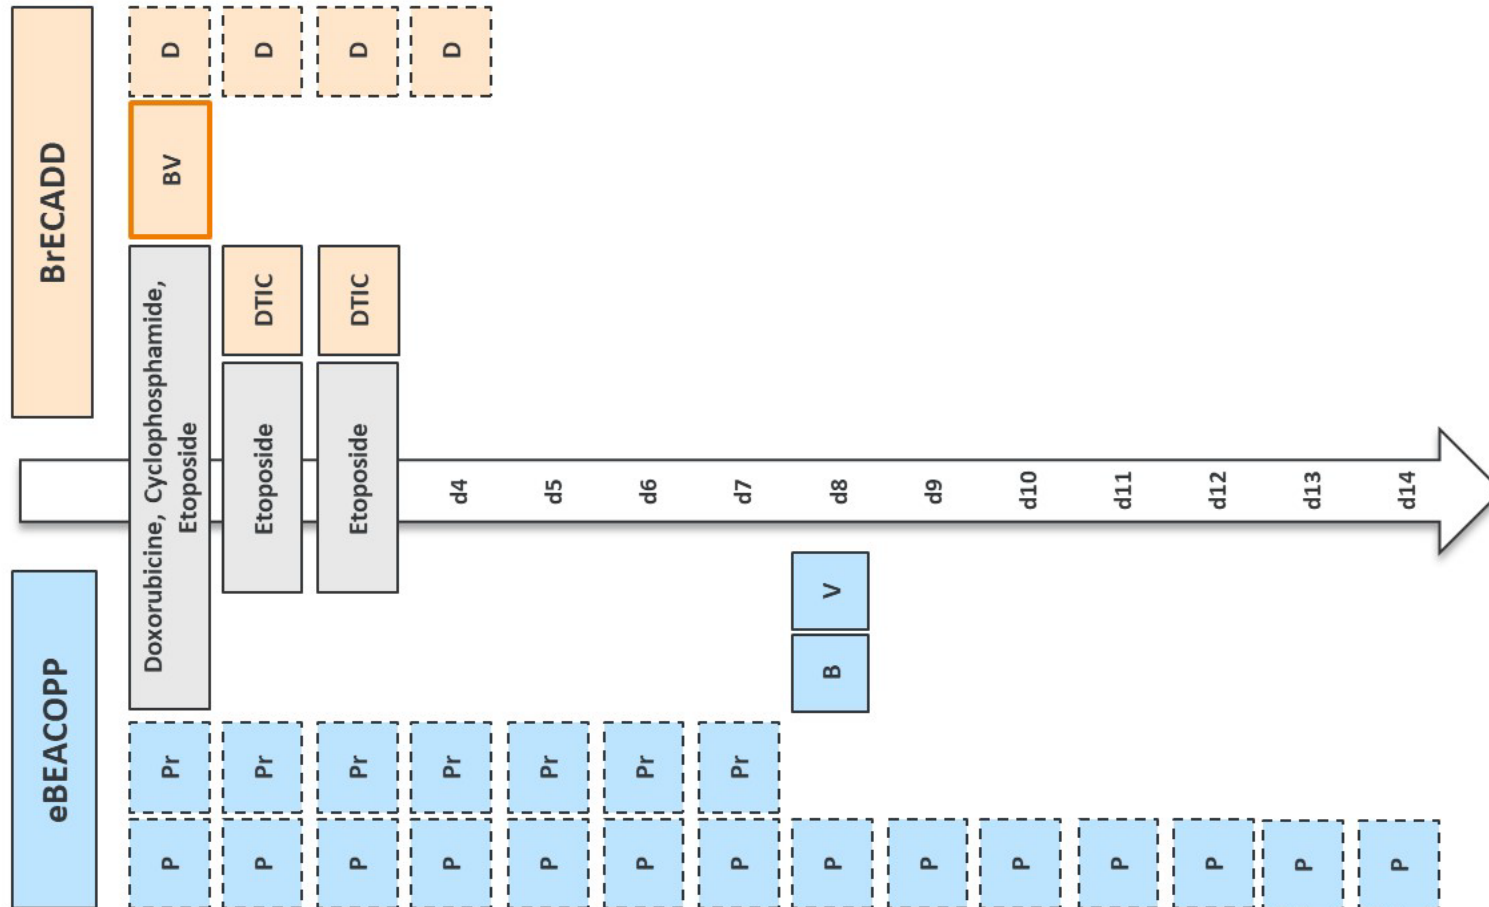 BrECADD
D
D
D
D
BV
DTIC
DTIC
Doxorubicine, Cyclophosphamide,
Etoposide
Etoposide
Etoposide
d4
d5
d6
d7
d8
d9
d10
d11
d12
d13
d14
eBEACOPP
V
B
Pr
Pr
Pr
Pr
Pr
Pr
Pr
P
P
P
P
P
P
P
P
P
P
P
P
P
P